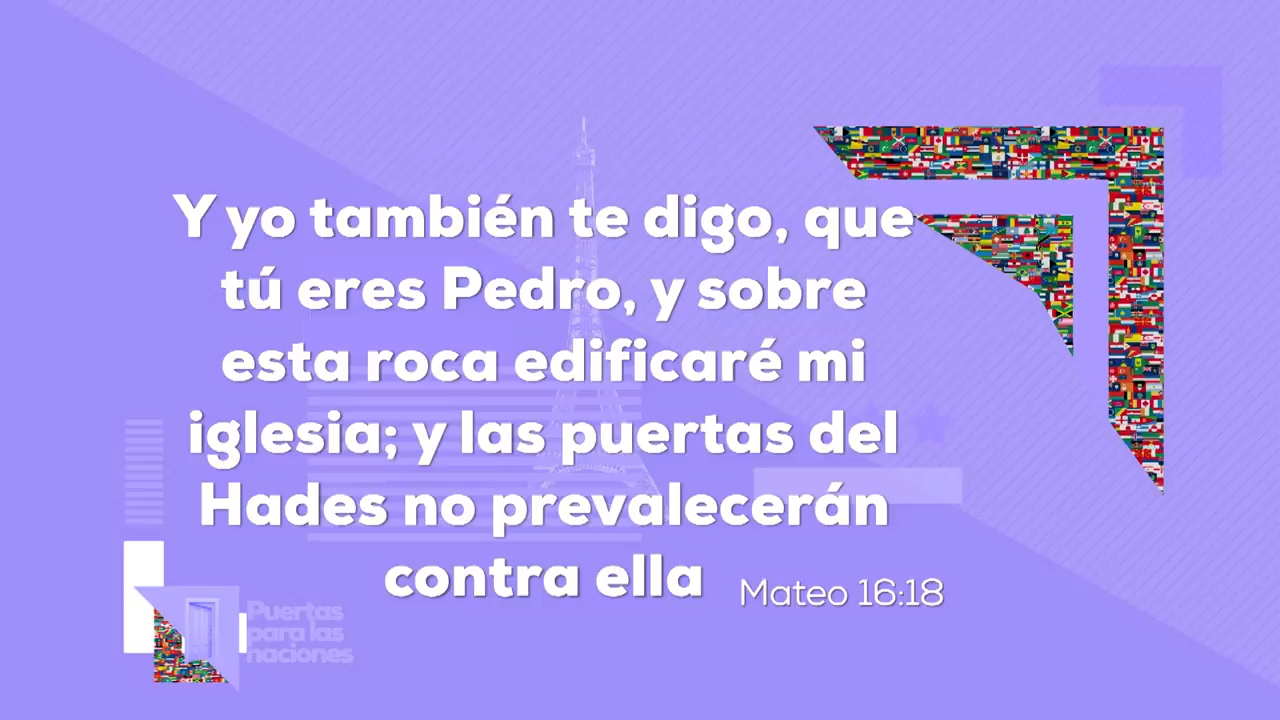 Y yo también te digo, que
tú eres Pedro, y sobre
esta roca edificaré mi
iglesia; y las puertas del
Hades no prevalecerán
contra ella
Mateo 16:18
Puertas
para las
naciones